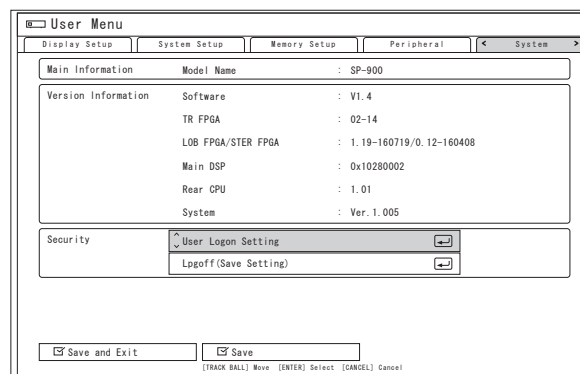 User Menu
Display Setup System Setup Memory Setup Peripheral < System >
Main Information Model Name : SP-900
Version Information Software : V1.4
TR FPGA : 02-14
LOB FPGA/STER FPGA : 1.19-160719/0.12-160408
Main DSP : 0x10280002
Rear CPU : 1.01
System : Ver.1.005
Security User Logon Setting
Lpgoff(Save Setting)
Save and Exit Save
[TRACK BALL] Move [ENTER] Select [CANCEL] Cancel